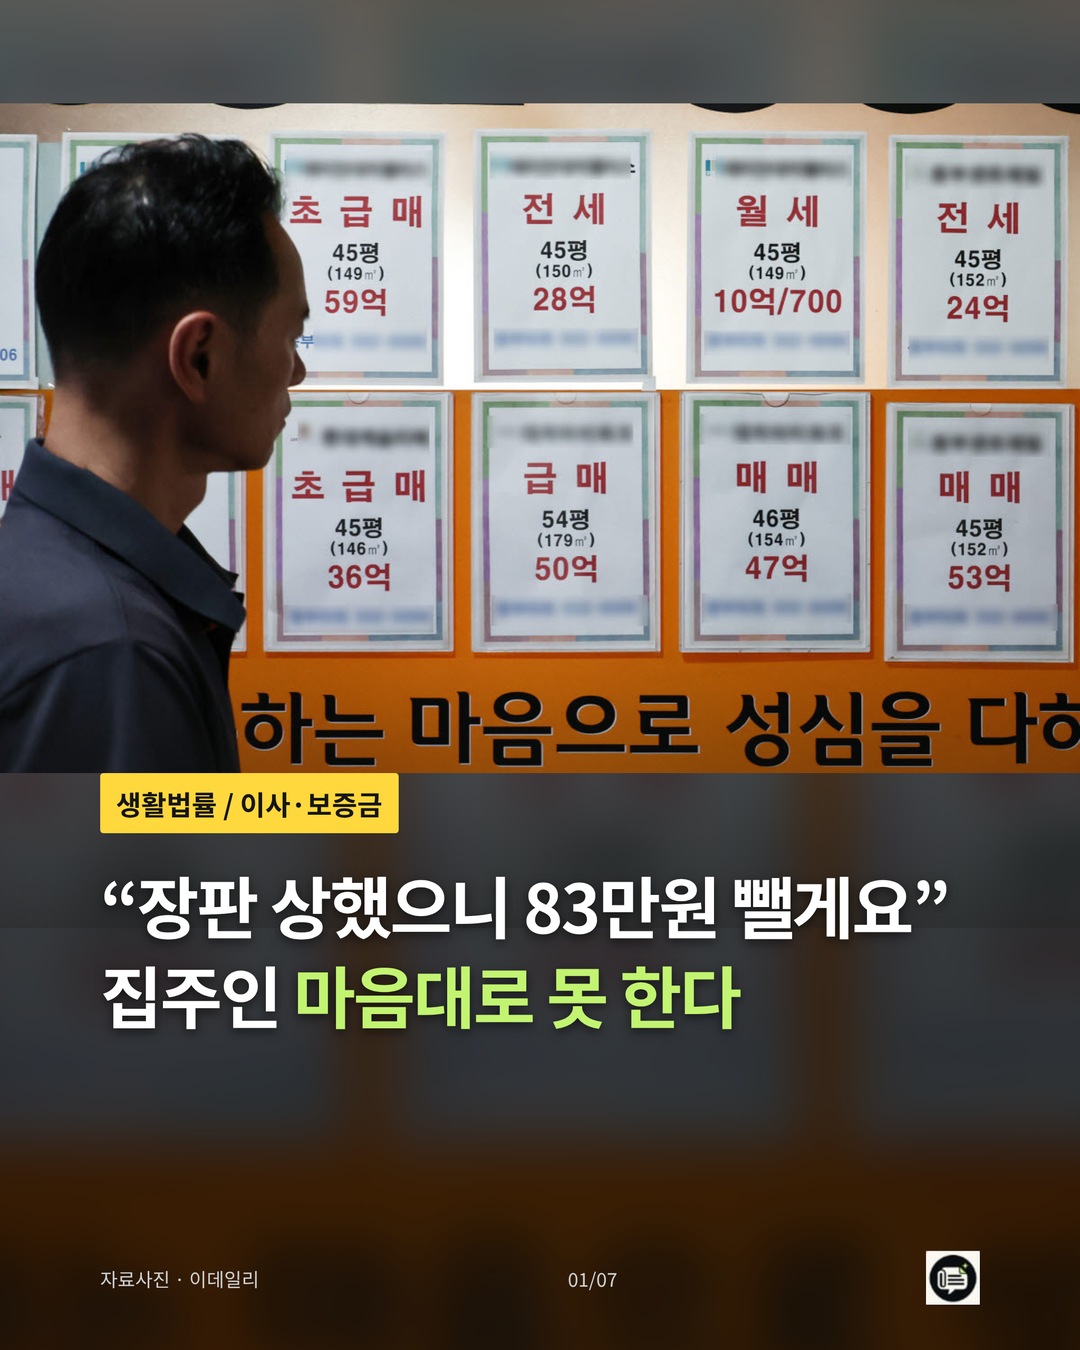 초급매
45평
(149㎡)
59억
전세
45평
(150㎡)
28억
월세
45평
(149㎡)
10억/700
전세
45평
(152㎡)
24억
06
부
초급매
45평
(146㎡)
36억
급매
54평
(179㎡)
50억
매매
46평
(154㎡)
47억
매매
45평
(152㎡)
53억
하는 마음으로 성심을 다하
생활법률 / 이사·보증금
“장판 상했으니 83만원 뺄게요”
집주인 마음대로 못 한다
자료사진 · 이데일리
01/07